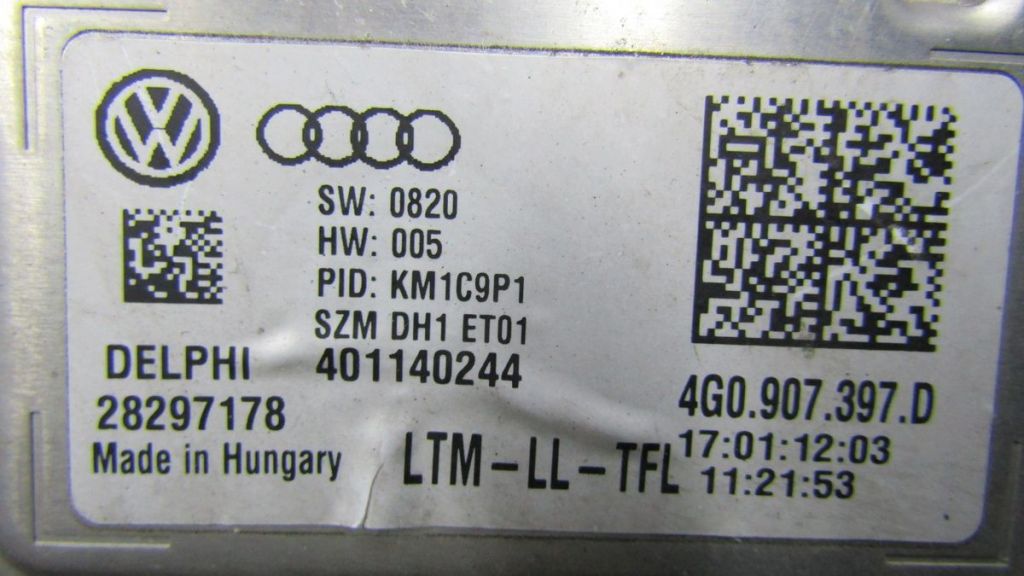 SW: 0820
HW: 005
PID: KM1C9P1
SZM DH1 ET01
401140244
DELPHI
28297178
Made in Hungary
LTM-LL-TFL
4G0.907.397.D
17:01:12:03
11:21:53